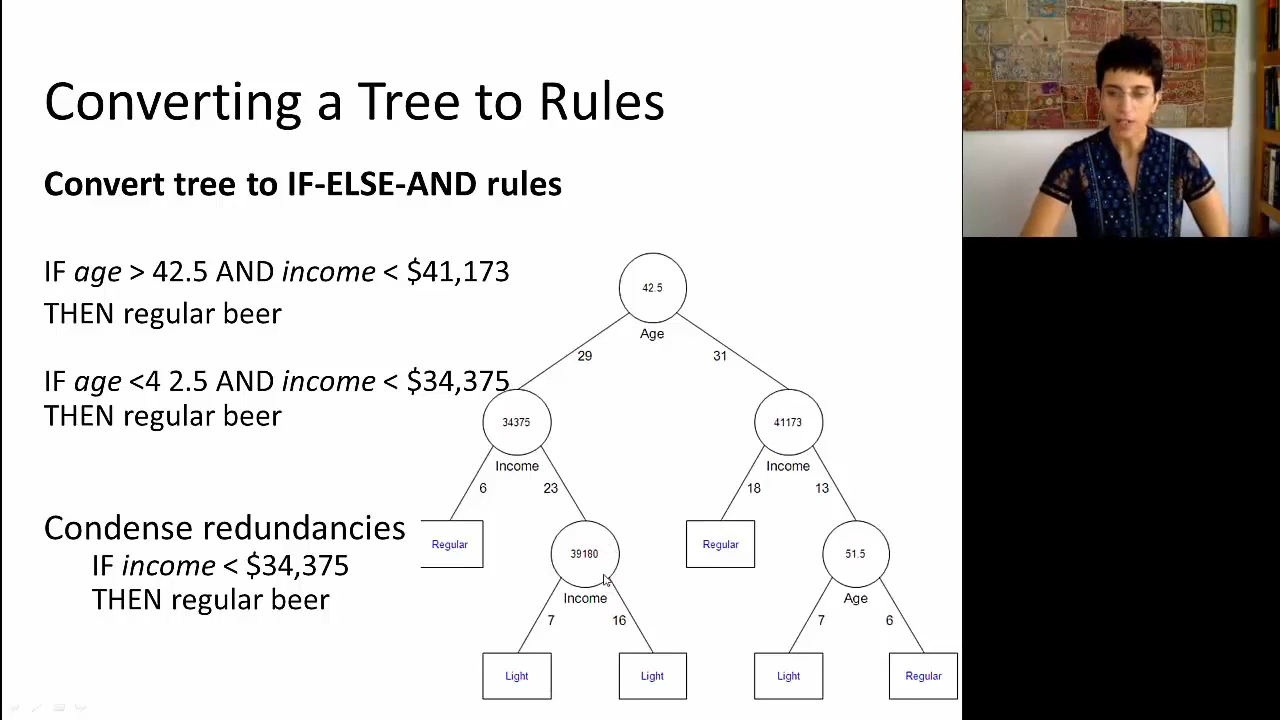 Converting a Tree to Rules
Convert tree to IF-ELSE-AND rules
IF age > 42.5 AND income < $41,173
THEN regular beer
IF age <4 2.5 AND income < $34,375
THEN regular beer
Condense redundancies
IF income < $34,375
THEN regular beer
42.5
Age
29 31
34375 41173
Income Income
6 23 18 13
Regular 39180 Regular 51.5
Income Age
7 16 7 6
Light Light Light Regular